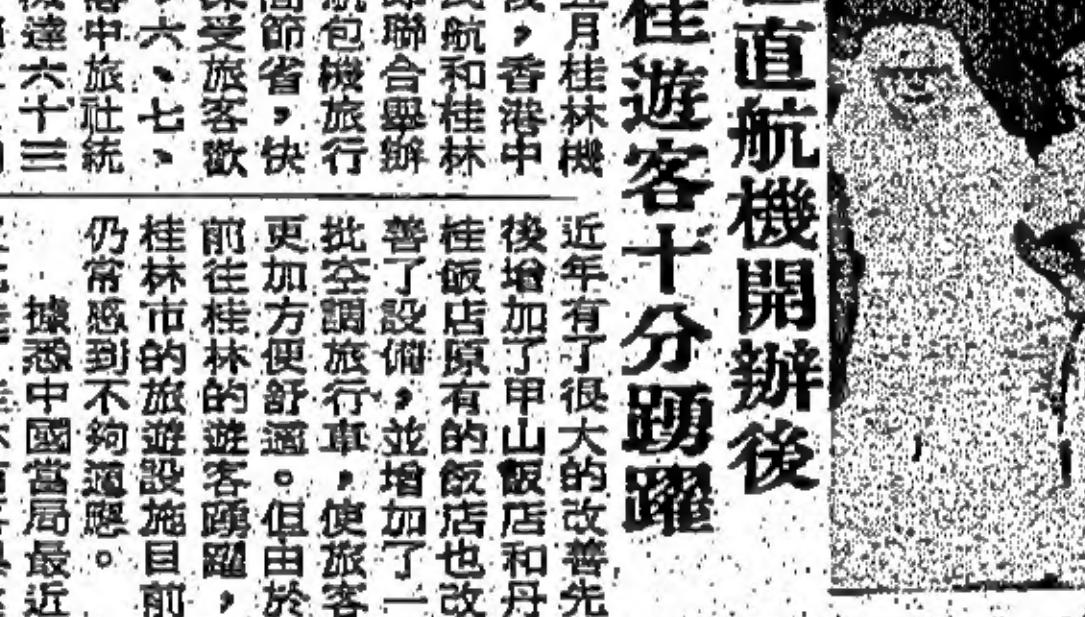 直航機開辦後
桂遊客十分踴躍
五月桂林機
後，香港中
民航和桂林
聯合舉辦
航包機旅行
節省，快
受旅客歡
六、七、
中旅社統
達六十三
近年有了很大的改善先
後增加了甲山飯店和丹
桂飯店原有的飯店也改
善了設備，並增加了一
批空調旅行車，使旅客
更加方便舒適。但由於
前往桂林的遊客踴躍，
桂林市的旅遊設施目前
仍常感到不夠適應。
據悉中國當局最近